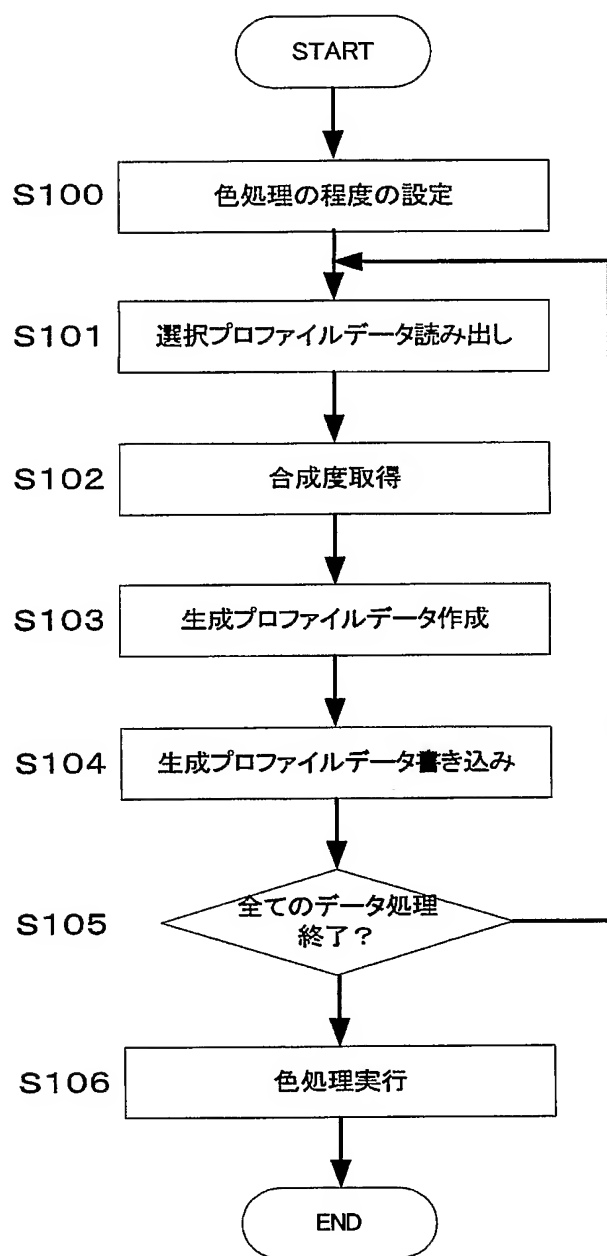 START
S100
色処理の程度の設定
S101
選択プロファイルデータ読み出し
S102
合成度取得
S103
生成プロファイルデータ作成
S104
生成プロファイルデータ書き込み
S105
全てのデータ処理
終了？
S106
色処理実行
END